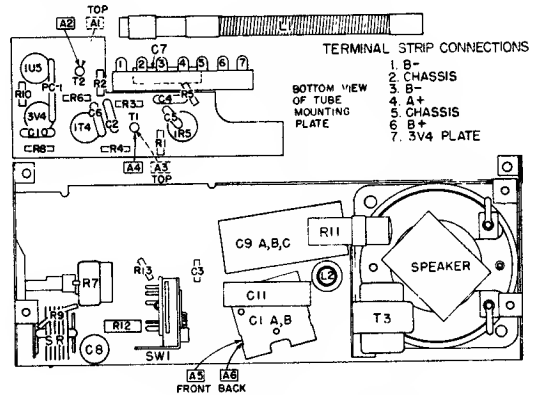 TOP
A2 A1
L1
C7
1U5
T2
R2
1 2 3 4 5 6 7
PC-1
R10
R6
R3
C4
R5
3V4
C6
C2
T1
C5
C10
1T4
R1
1R5
R8
R4
A4 A3
TOP
BOTTOM VIEW
OF TUBE
MOUNTING
PLATE
TERMINAL STRIP CONNECTIONS
1. B-
2. CHASSIS
3. B-
4. A+
5. CHASSIS
6 B+
7. 3V4 PLATE
R11
C9 A,B,C
SPEAKER
R7
R13
C3
L2
C11
R9
SR
R12
C1 A,B
T3
C8
SW1
A5 A6
FRONT BACK